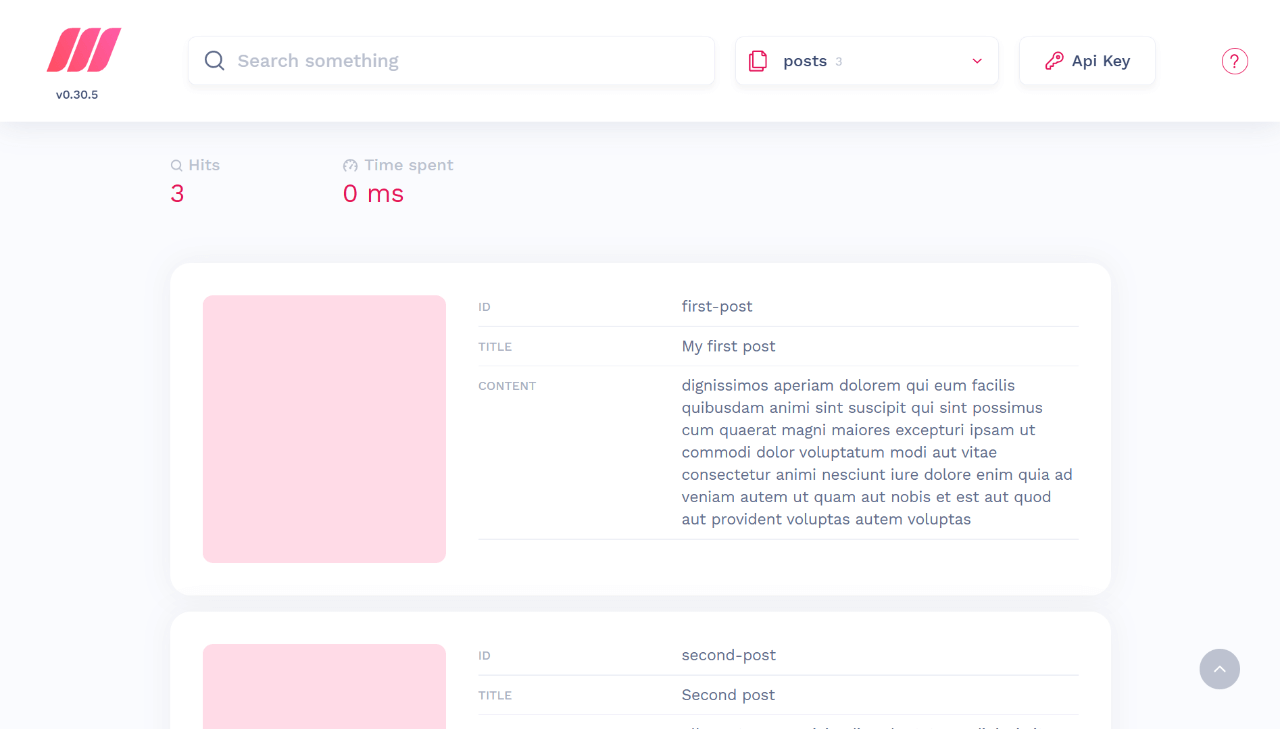 Search something
posts 3
Api Key
?
v0.30.5
Hits
Time spent
3
0 ms
ID
first-post
TITLE
My first post
CONTENT
dignissimos aperiam dolorem qui eum facilis
quibusdam animi sint suscipit qui sint possimus
cum quaerat magni maiores excepturi ipsam ut
commodi dolor voluptatum modi aut vitae
consectetur animi nesciunt iure dolore enim quia ad
veniam autem ut quam aut nobis et est aut quod
aut provident voluptas autem voluptas
ID
second-post
TITLE
Second post